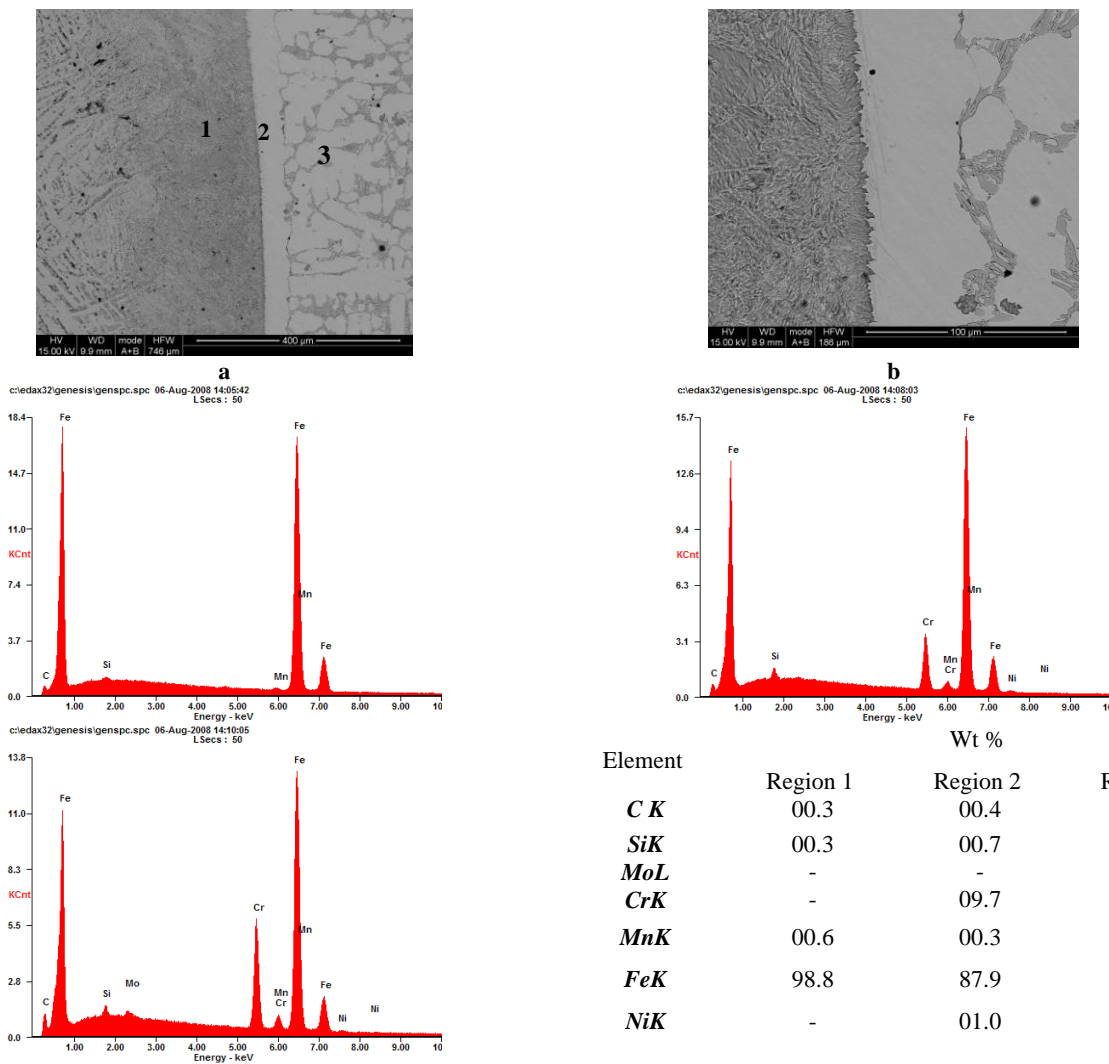 1 2 3
HV WD mode HFW 400 µm
15.00 kV 9.9 mm A+B 746 µm
a
HV WD mode HFW 100 µm
15.00 kV 9.9 mm A+B 186 µm
b
c:\edax32\genesis\genspc.spc 06-Aug-2008 14:05:42
LSecs : 50
18.4
14.7
11.0
KCnt
7.4
3.7
0.0
Fe
Fe
Mn
Fe
C
Si
Mn
1.00 2.00 3.00 4.00 5.00 6.00 7.00 8.00 9.00 10
Energy - keV
c:\edax32\genesis\genspc.spc 06-Aug-2008 14:08:03
LSecs : 50
15.7
12.6
9.4
KCnt
6.3
3.1
0.0
Fe
Fe
Mn
Cr
Mn
Cr
Fe
Si
C
Ni
Ni
1.00 2.00 3.00 4.00 5.00 6.00 7.00 8.00 9.00 10
Energy - keV
c:\edax32\genesis\genspc.spc 06-Aug-2008 14:10:05
LSecs : 50
13.8
11.0
8.3
KCnt
5.5
2.8
0.0
Fe
Fe
Cr
Mn
Mn
Cr
Fe
Mo
Si
C
Ni
Ni
1.00 2.00 3.00 4.00 5.00 6.00 7.00 8.00 9.00 10
Energy - keV
Wt %
Element
Region 1 Region 2 R
C K 00.3 00.4
SiK 00.3 00.7
MoL - -
CrK - 09.7
MnK 00.6 00.3
FeK 98.8 87.9
NiK - 01.0